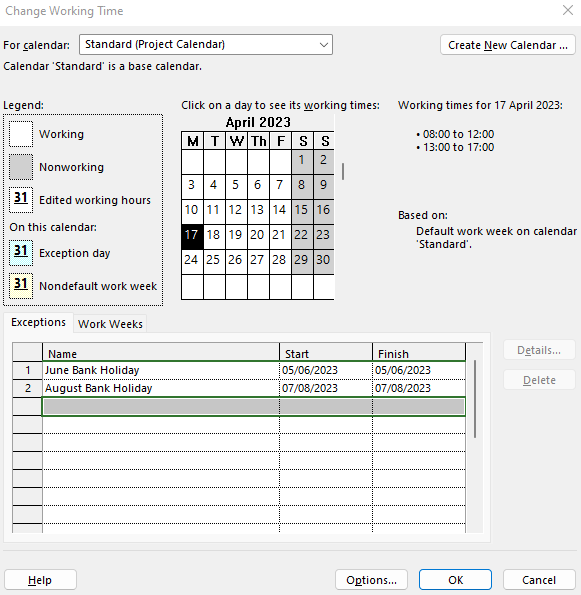 Change Working Time
For calendar: Standard (Project Calendar)
Create New Calendar ...
Calendar 'Standard' is a base calendar.
Legend:
Working
Nonworking
31 Edited working hours
On this calendar:
31 Exception day
31 Nondefault work week
Click on a day to see its working times:
April 2023
M T W Th F S S
1 2
3 4 5 6 7 8 9
10 11 12 13 14 15 16
17 18 19 20 21 22 23
24 25 26 27 28 29 30
Working times for 17 April 2023:
• 08:00 to 12:00
• 13:00 to 17:00
Based on:
Default work week on calendar
'Standard'.
Exceptions Work Weeks
Name Start Finish
1 June Bank Holiday 05/06/2023 05/06/2023
2 August Bank Holiday 07/08/2023 07/08/2023
Details...
Delete
Help Options... OK Cancel